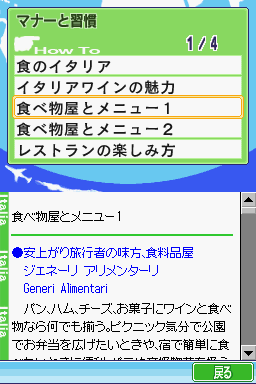 マナーと習慣
How To
1/4
食のイタリア
イタリアワインの魅力
食べ物屋とメニュー1
食べ物屋とメニュー2
レストランの楽しみ方
食べ物屋とメニュー1
●安上がり旅行者の味方、食料品屋
ジェネーリ アリメンターリ
Generi Alimentari
パン、ハム、チーズ、お菓子にワインと食べ
物なら何でも揃う。ピクニック気分で公園
でお弁当を広げたいときや、宿で簡単に食
Italia
Italia
Italia
戻る